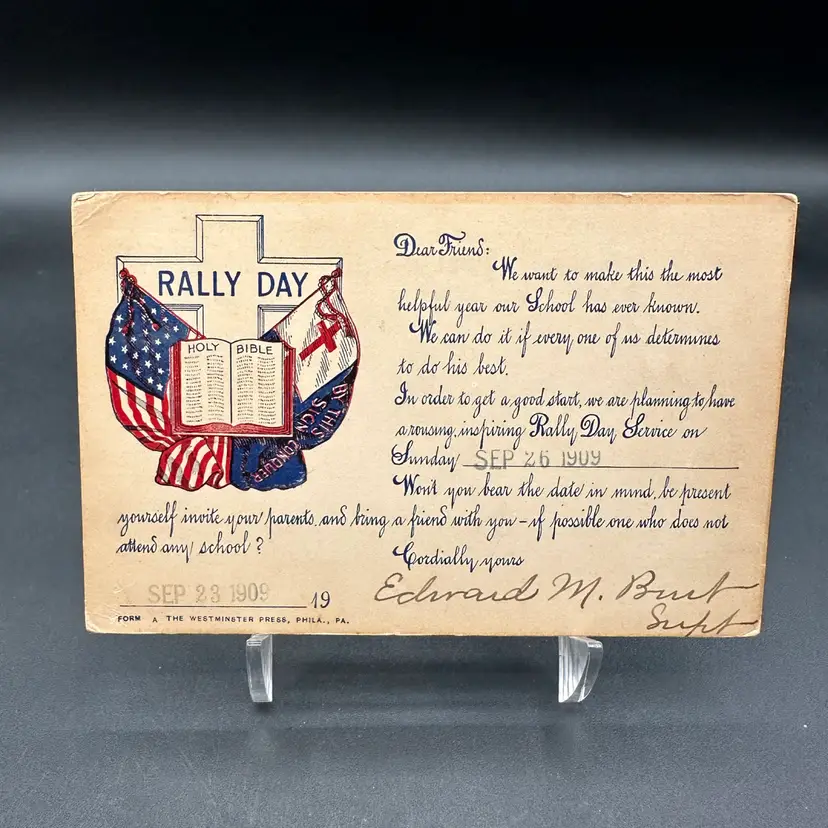 RALLY DAY
HOLY BIBLE
BY THIS
SIGN
CONQUER
Dear Friend:
We want to make this the most
helpful year our School has ever known.
We can do it if every one of us determines
to do his best.
In order to get a good start, we are planning to have
a rousing, inspiring Rally Day Service on
Sunday SEP 26 1909
Won't you bear the date in mind, be present
yourself invite your parents and bring a friend with you – if possible one who does not
attend any school?
Cordially yours
SEP 23 1909 19
Edward M. Burt
Supt
FORM A THE WESTMINSTER PRESS, PHILA., PA.